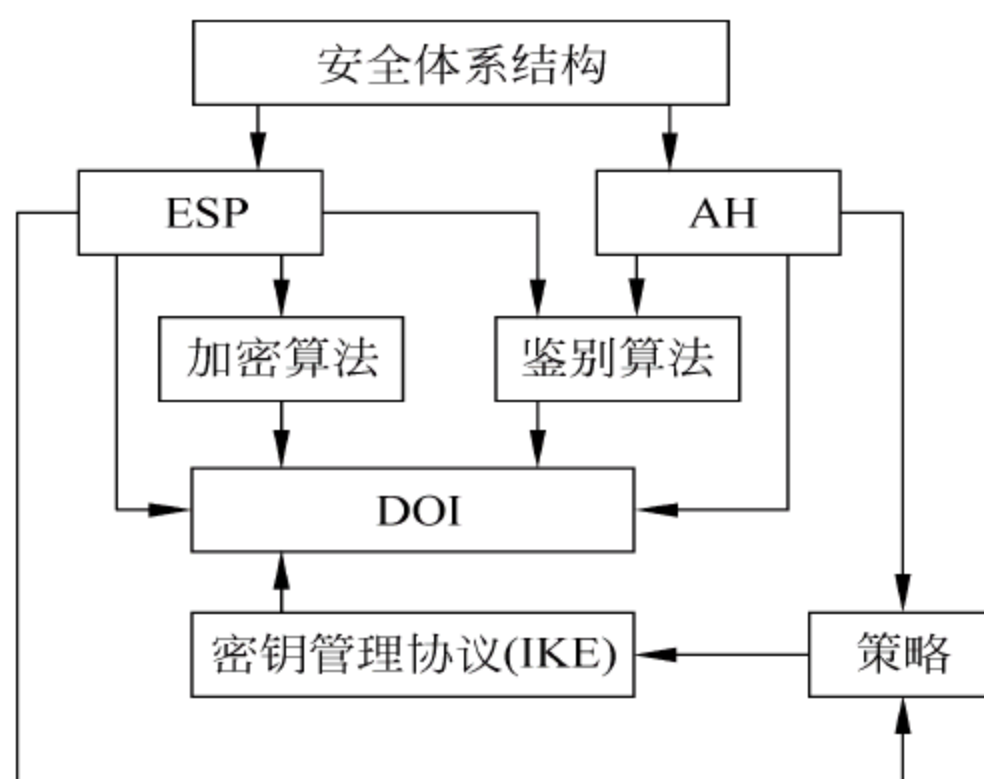 安全体系结构
ESP
AH
加密算法
鉴别算法
DOI
密钥管理协议(IKE)
策略